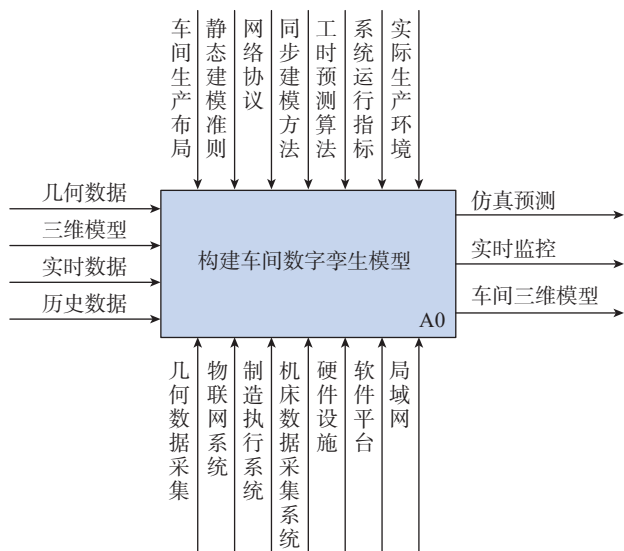 车间生产布局
静态建模准则
网络协议
同步建模方法
工时预测算法
系统运行指标
实际生产环境
几何数据
三维模型
实时数据
历史数据
构建车间数字孪生模型
A0
仿真预测
实时监控
车间三维模型
几何数据采集
物联网系统
制造执行系统
机床数据采集系统
硬件设施
软件平台
局域网